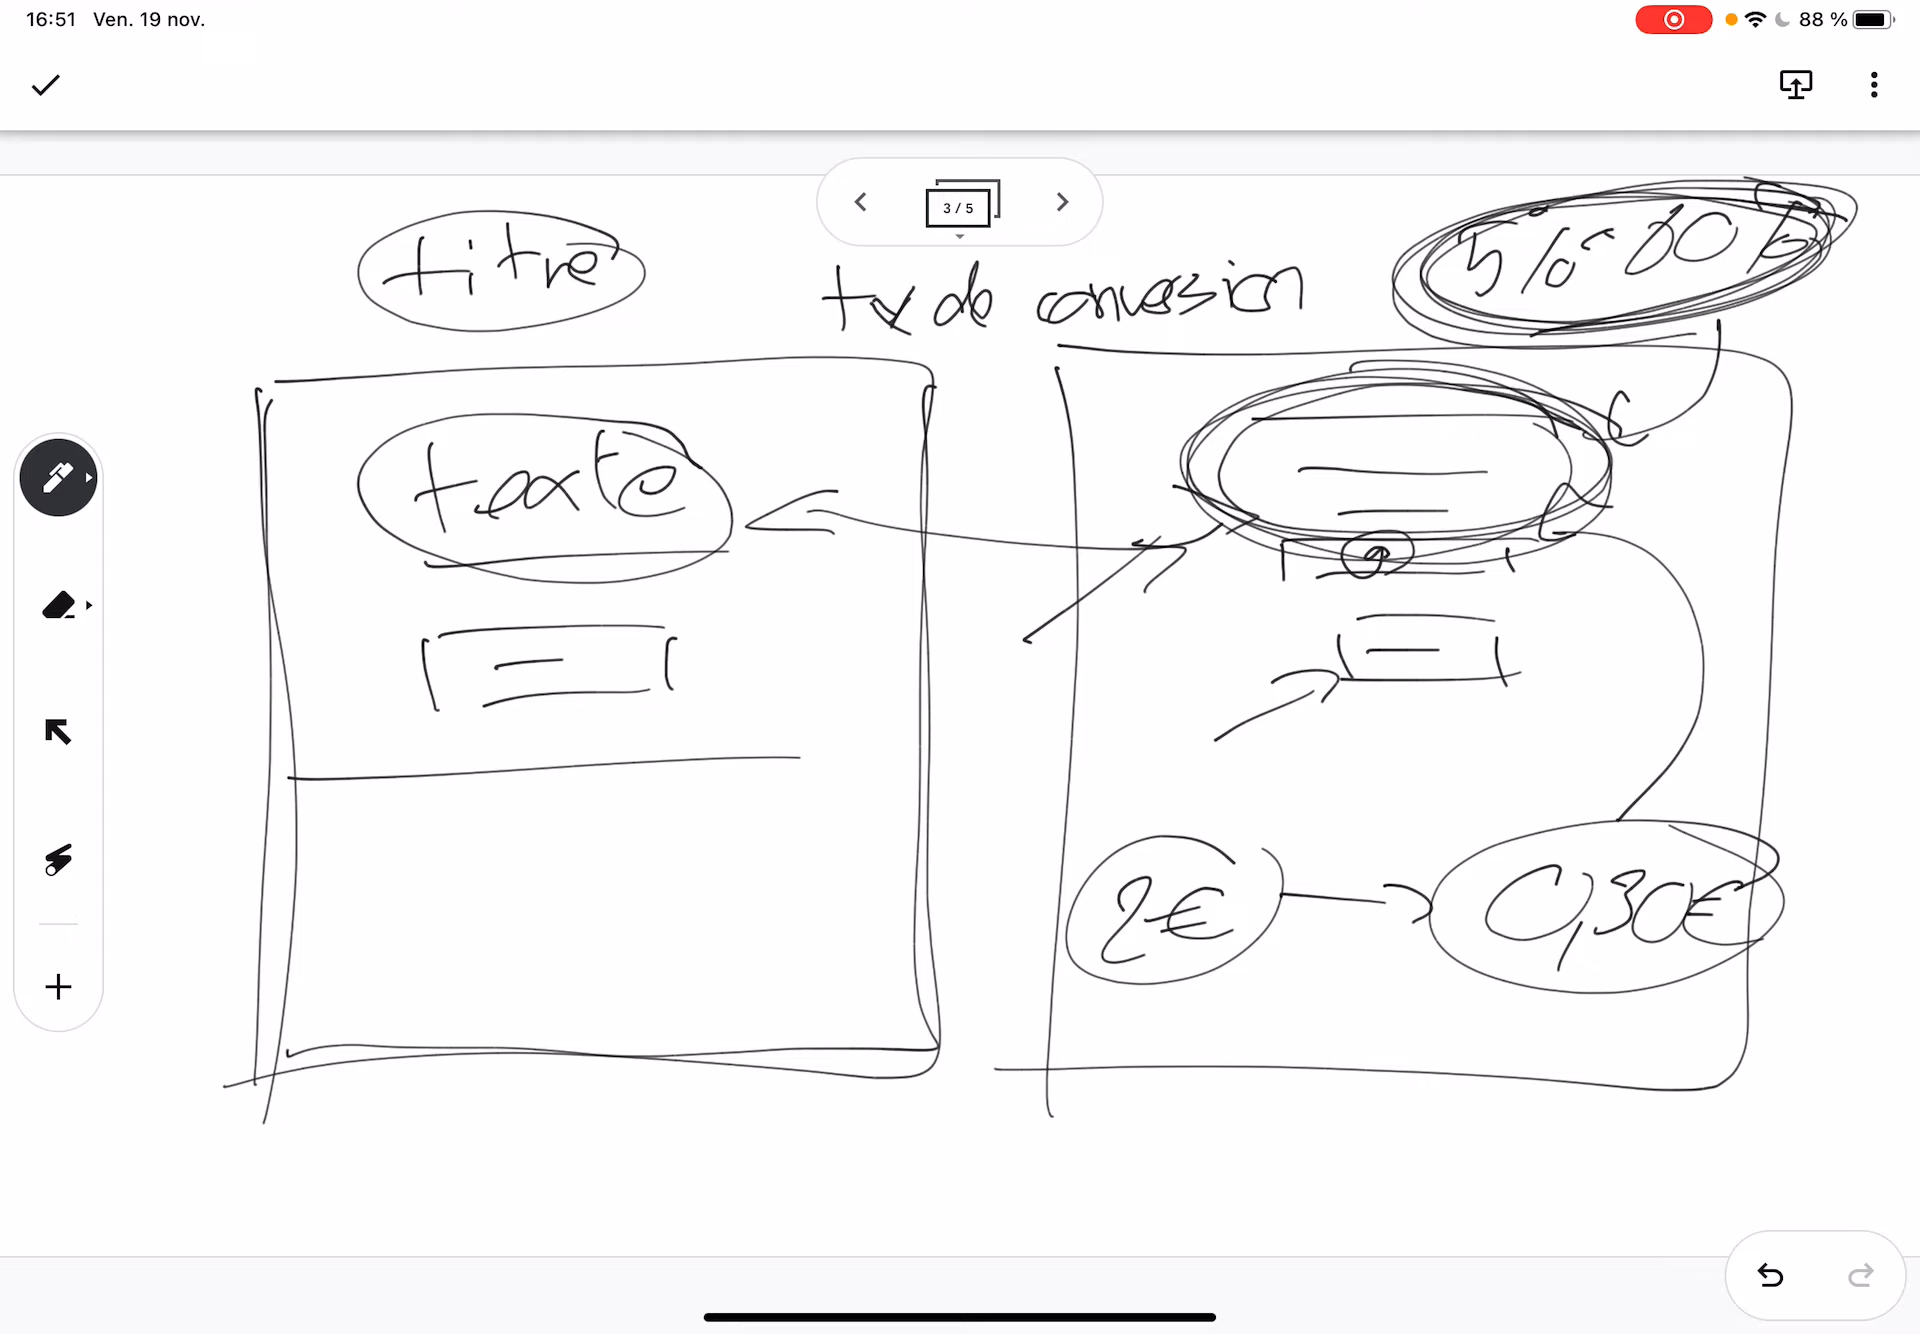 16:51 Ven. 19 nov. 88 %
3 / 5
titre
tx de conversion
texte
2€ 0,30€